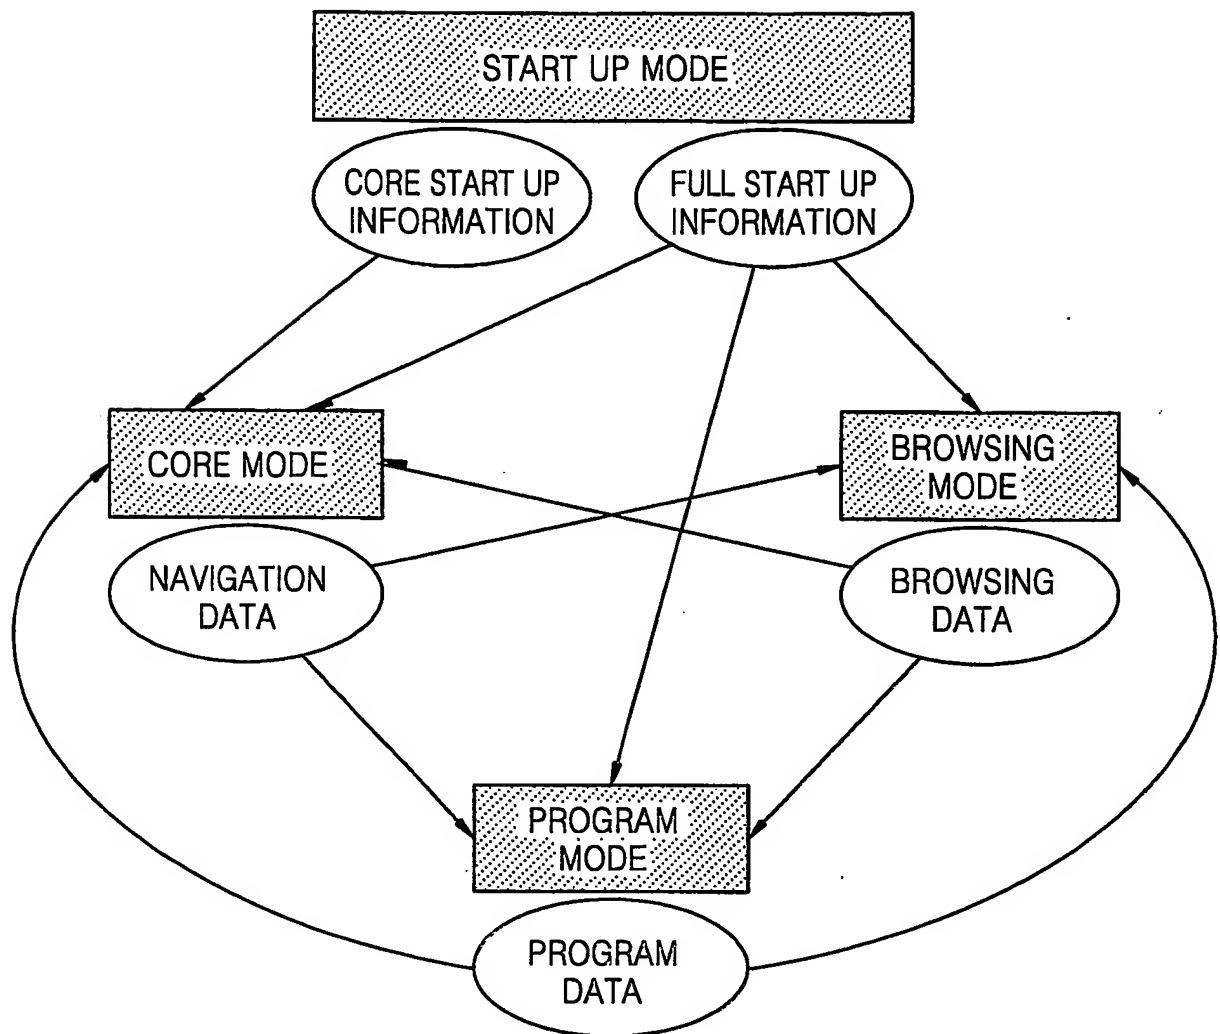 START UP MODE
CORE START UP
INFORMATION
FULL START UP
INFORMATION
CORE MODE
BROWSING
MODE
NAVIGATION
DATA
BROWSING
DATA
PROGRAM
MODE
PROGRAM
DATA